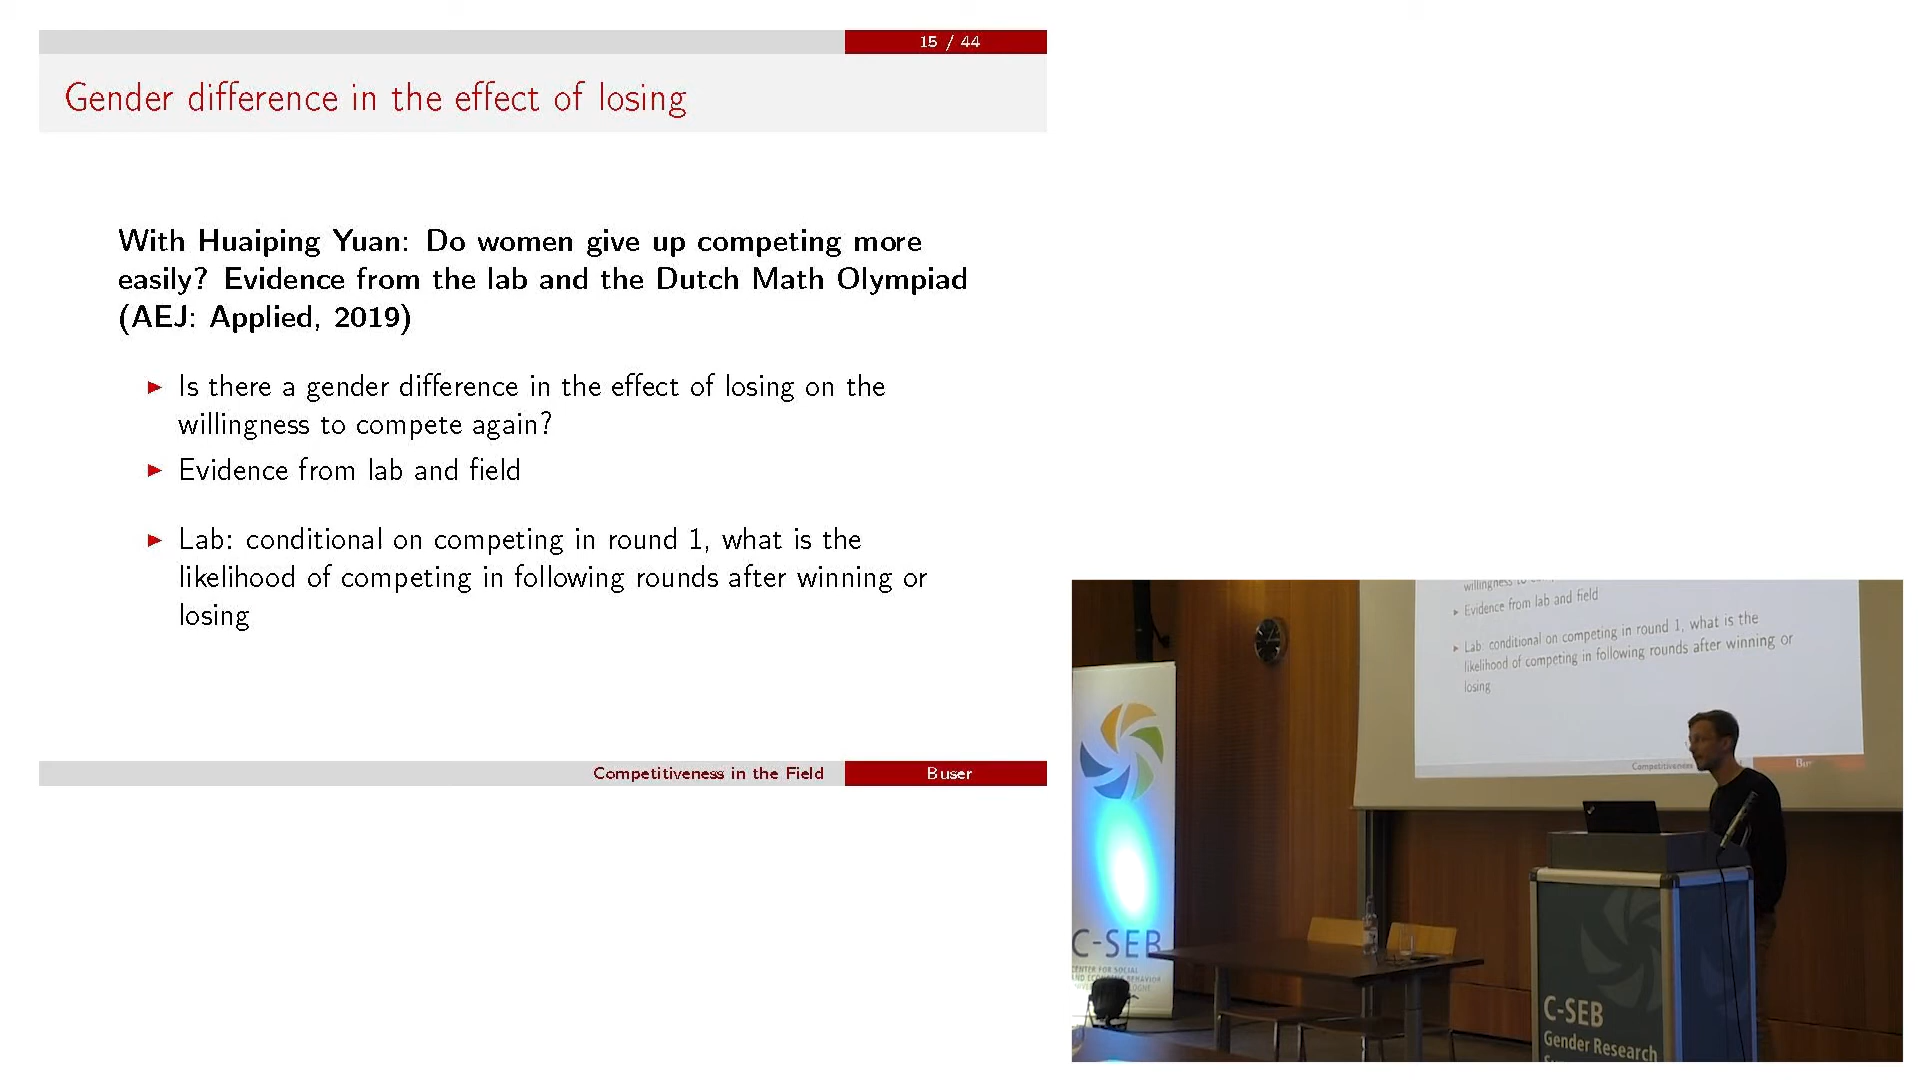 15 / 44
Gender difference in the effect of losing
With Huaiping Yuan: Do women give up competing more
easily? Evidence from the lab and the Dutch Math Olympiad
(AEJ: Applied, 2019)
▶ Is there a gender difference in the effect of losing on the
willingness to compete again?
▶ Evidence from lab and field
▶ Lab: conditional on competing in round 1, what is the
likelihood of competing in following rounds after winning or
losing
Competitiveness in the Field
Buser
willingness to
▶ Evidence from lab and field
▶ Lab: conditional on competing in round 1, what is the
likelihood of competing in following rounds after winning or
losing
Competitiveness
C-SEB
CENTER FOR SOCIAL
AND ECONOMIC BEHAVIOR
C-SEB
Gender Research